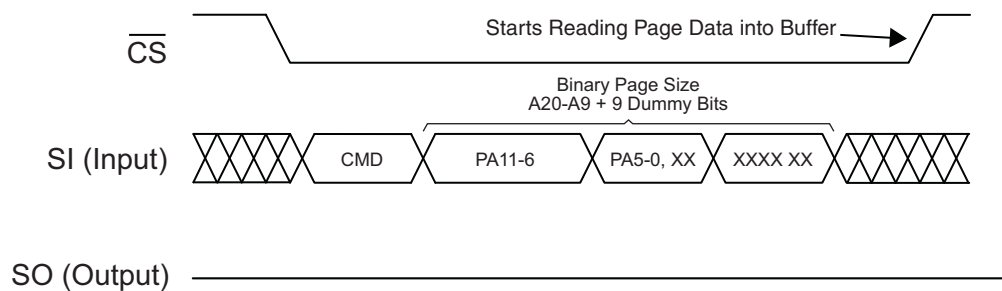 Starts Reading Page Data into Buffer
CS
Binary Page Size
A20-A9 + 9 Dummy Bits
SI (Input)
CMD
PA11-6
PA5-0, XX
XXXX XX
SO (Output)